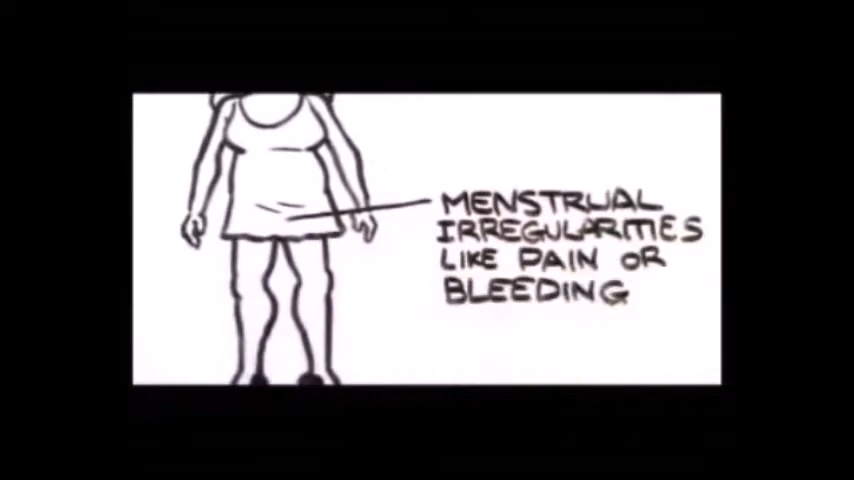 MENSTRUAL
IRREGULARITIES
LIKE PAIN OR
BLEEDING